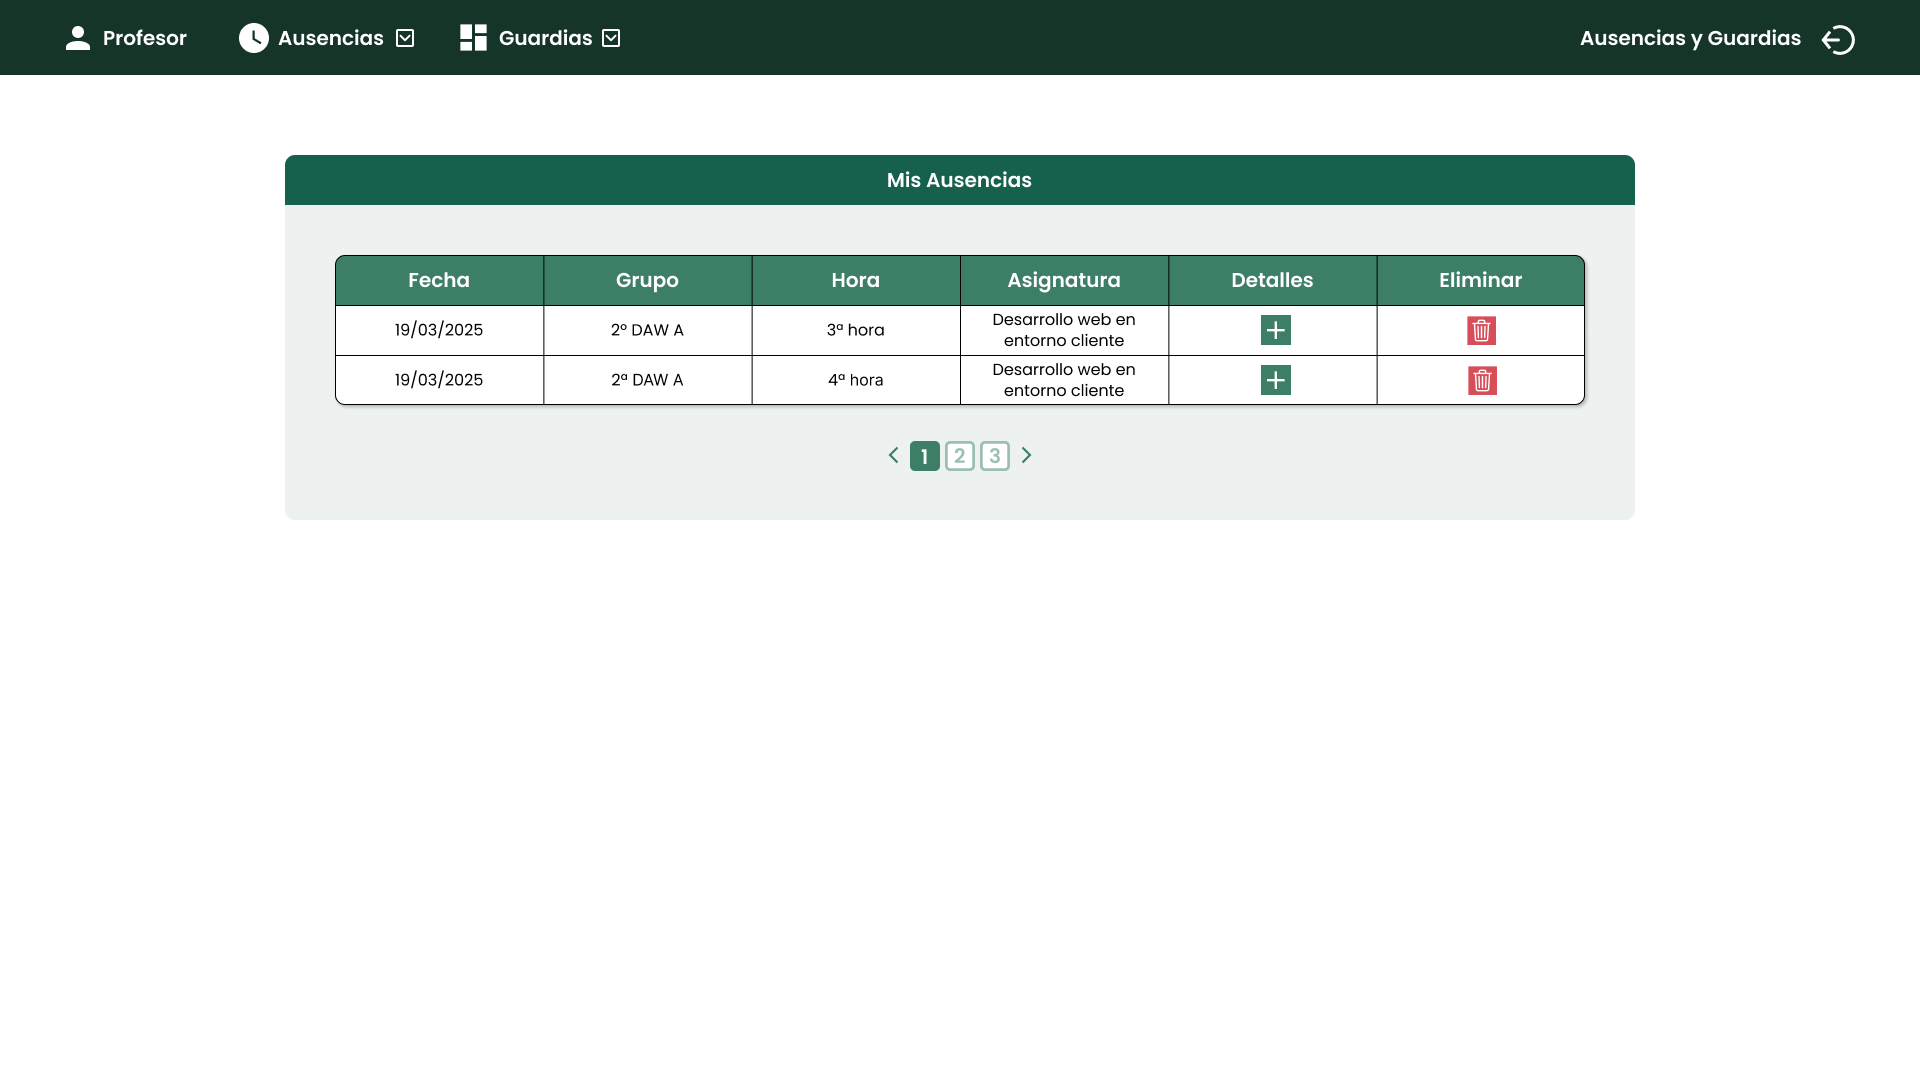 Profesor Ausencias Guardias Ausencias y Guardias
Mis Ausencias
Fecha Grupo Hora Asignatura Detalles Eliminar
19/03/2025 2º DAW A 3ª hora Desarrollo web en
entorno cliente
19/03/2025 2ª DAW A 4ª hora Desarrollo web en
entorno cliente
1 2 3